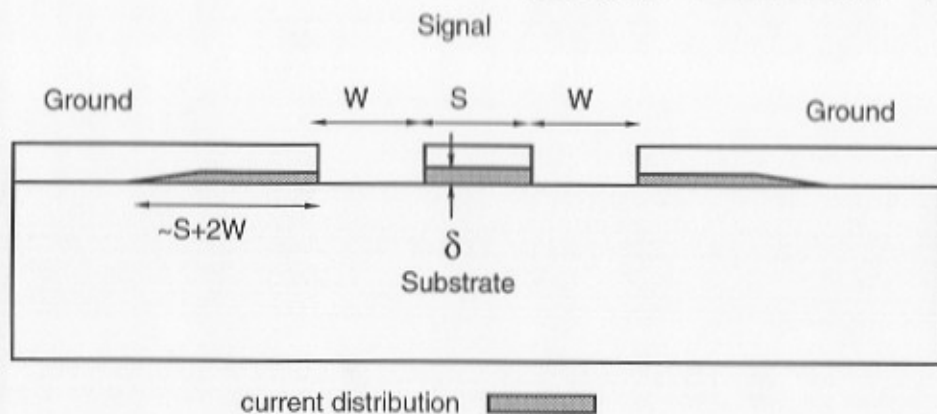 Signal
Ground
W
S
W
Ground
~S+2W
δ
Substrate
current distribution